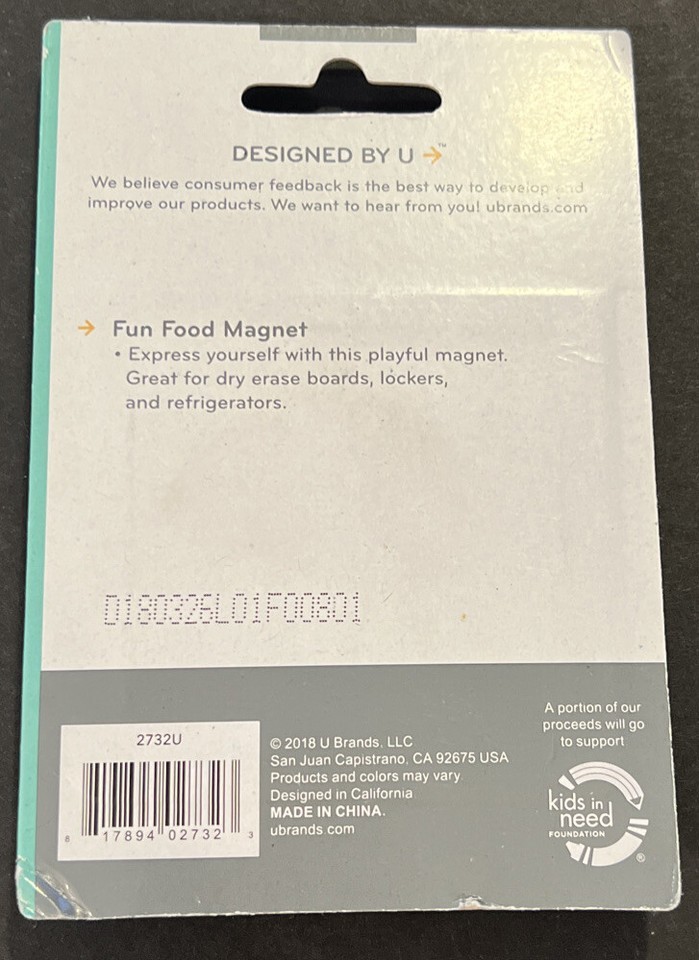 DESIGNED BY U →™
We believe consumer feedback is the best way to develop and
improve our products. We want to hear from you! ubrands.com
→ Fun Food Magnet
• Express yourself with this playful magnet.
Great for dry erase boards, lockers,
and refrigerators.
D180326L01F00801
2732U
8 17894 02732 3
© 2018 U Brands, LLC
San Juan Capistrano, CA 92675 USA
Products and colors may vary.
Designed in California
MADE IN CHINA.
ubrands.com
A portion of our
proceeds will go
to support
kids in
need
FOUNDATION
®